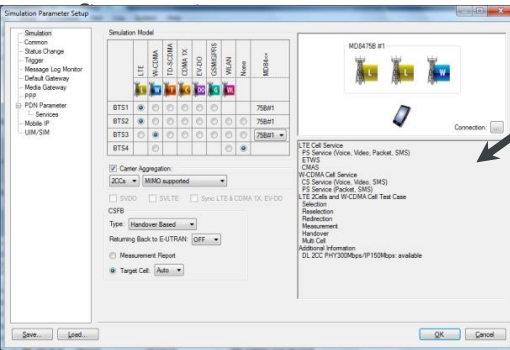 Simulation Parameter Setup
Simulation
Common
Status Change
Trigger
Message Log Monitor
Default Gateway
Media Gateway
PPP
PDN Parameter
Services
Mobile IP
UIM/SIM
Simulation Model
LTE
W-CDMA
TD-SCDMA
CDMA 1X
EV-DO
GSM/GPRS
WLAN
None
MD84xx
L W T C DO G WL
BTS1 75B#1
BTS2 75B#1
BTS3 75B#1
BTS4
Carrier Aggregation:
2CCs MIMO supported
SVDO SVLTE Sync LTE & CDMA 1X, EV-DO
CSFB
Type: Handover Based
Returning Back to E-UTRAN: OFF
Measurement Report
Target Cell: Auto
MD8475B #1
L L W
Connection: ...
LTE Cell Service
PS Service (Voice, Video, Packet, SMS)
ETWS
CMAS
W-CDMA Cell Service
CS Service (Voice, Video, SMS)
PS Service (Packet, SMS)
LTE 2Cells and W-CDMA Cell Test Case
Selection
Reselection
Redirection
Measurement
Handover
Multi Cell
Additional Information
DL 2CC PHY300Mbps/IP150Mbps: available
Save... Load... OK Cancel